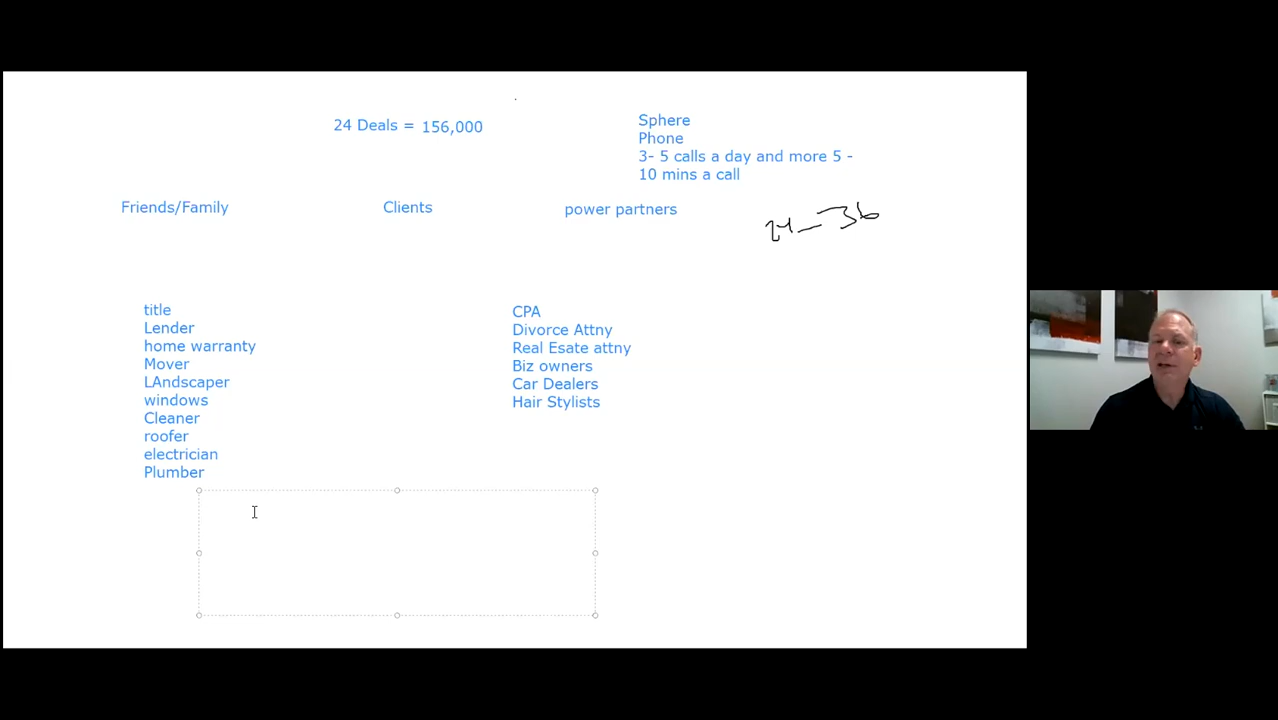 24 Deals = 156,000
Sphere
Phone
3- 5 calls a day and more 5 -
10 mins a call
Friends/Family
Clients
power partners
24-36
title
Lender
home warranty
Mover
LAndscaper
windows
Cleaner
roofer
electrician
Plumber
CPA
Divorce Attny
Real Esate attny
Biz owners
Car Dealers
Hair Stylists